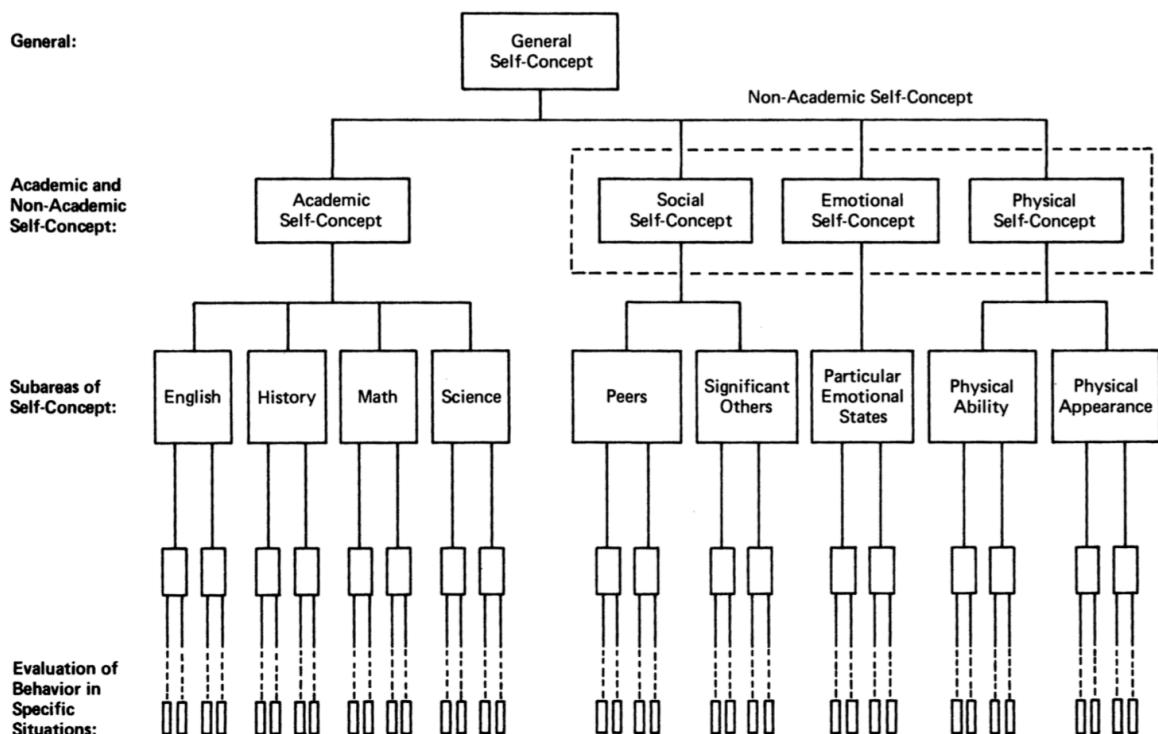 General:
General
Self-Concept
Non-Academic Self-Concept
Academic and
Non-Academic
Self-Concept:
Academic
Self-Concept
Social
Self-Concept
Emotional
Self-Concept
Physical
Self-Concept
Subareas of
Self-Concept:
English
History
Math
Science
Peers
Significant
Others
Particular
Emotional
States
Physical
Ability
Physical
Appearance
Evaluation of
Behavior in
Specific
Situations: